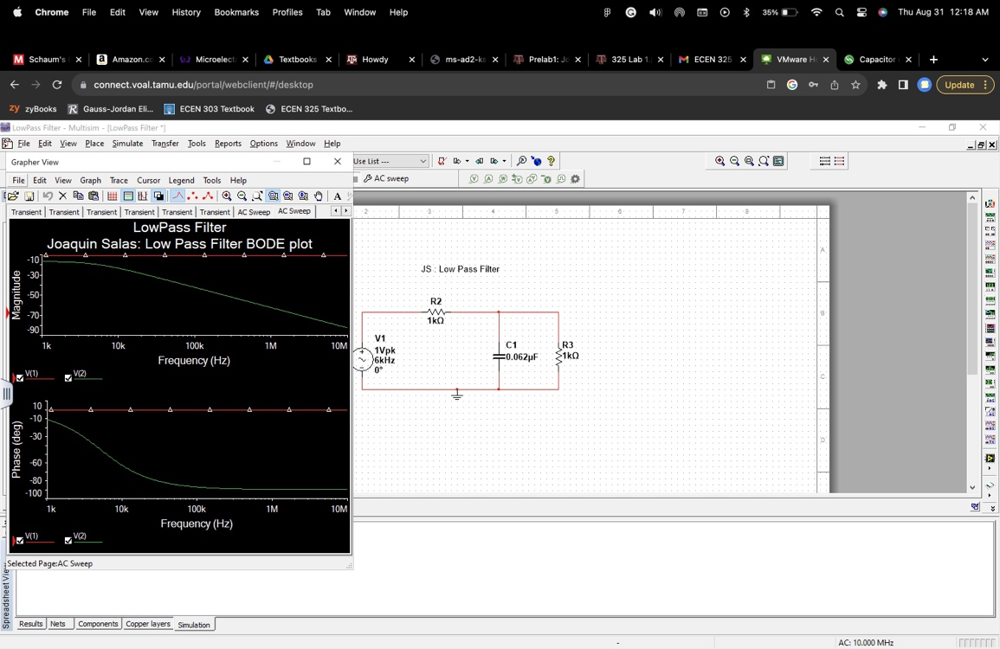 Chrome File Edit View History Bookmarks Profiles Tab Window Help 35% Thu Aug 31 12:18 AM
Schaum's Amazon.co Microelect Textbooks Howdy ms-ad2-ks Prelab1: Jo 325 Lab 1. ECEN 325 VMware Ho Capacitor
connect.voal.tamu.edu/portal/webclient/#/desktop Update
zyBooks Gauss-Jordan Eli... ECEN 303 Textbook ECEN 325 Textbo...
LowPass Filter - Multisim - [LowPass Filter *]
File Edit View Place Simulate Transfer Tools Reports Options Window Help
Grapher View
Use List ---
AC sweep
File Edit View Graph Trace Cursor Legend Tools Help
Transient Transient Transient Transient Transient Transient AC Sweep AC Sweep
LowPass Filter
Joaquin Salas: Low Pass Filter BODE plot
Magnitude
-10
-30
-50
-70
-90
1k 10k 100k 1M 10M
Frequency (Hz)
V(1) V(2)
Phase (deg)
10
-10
-30
-60
-80
-100
1k 10k 100k 1M 10M
Frequency (Hz)
V(1) V(2)
Selected Page:AC Sweep
2 3 4 5 6 7 8
A
B
C
D
JS : Low Pass Filter
R2
1kΩ
V1
1Vpk
6kHz
0°
C1
0.062µF
R3
1kΩ
Spreadsheet View
Results Nets Components Copper layers Simulation
- AC: 10.000 MHz